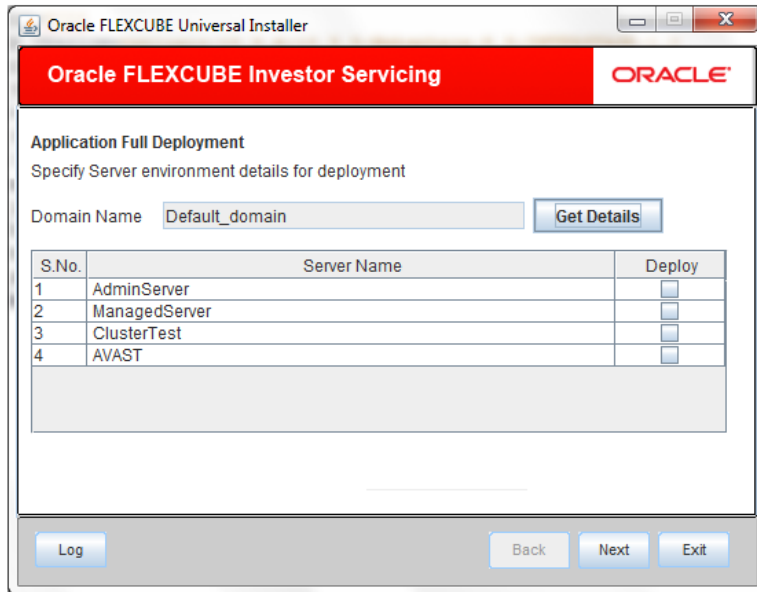 Oracle FLEXCUBE Universal Installer
Oracle FLEXCUBE Investor Servicing ORACLE
Application Full Deployment
Specify Server environment details for deployment
Domain Name Default_domain Get Details
S.No. Server Name Deploy
1 AdminServer
2 ManagedServer
3 ClusterTest
4 AVAST
Log Back Next Exit